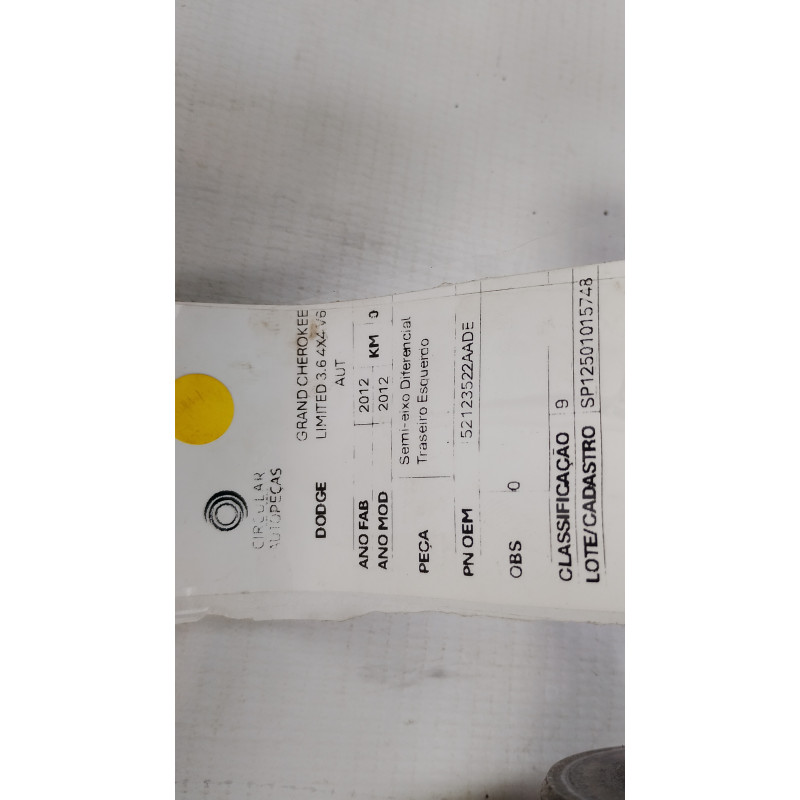 CIRCULAR
AUTOPEÇAS
DODGE GRAND CHEROKEE
LIMITED 3.6 4X4 V6
AUT
ANO FAB 2012
ANO MOD 2012 KM 0
PEÇA Semi-eixo Diferencial
Traseiro Esquerdo
PN OEM 52123522AADE
OBS 0
CLASSIFICAÇÃO 9
LOTE/CADASTRO SP12501015748